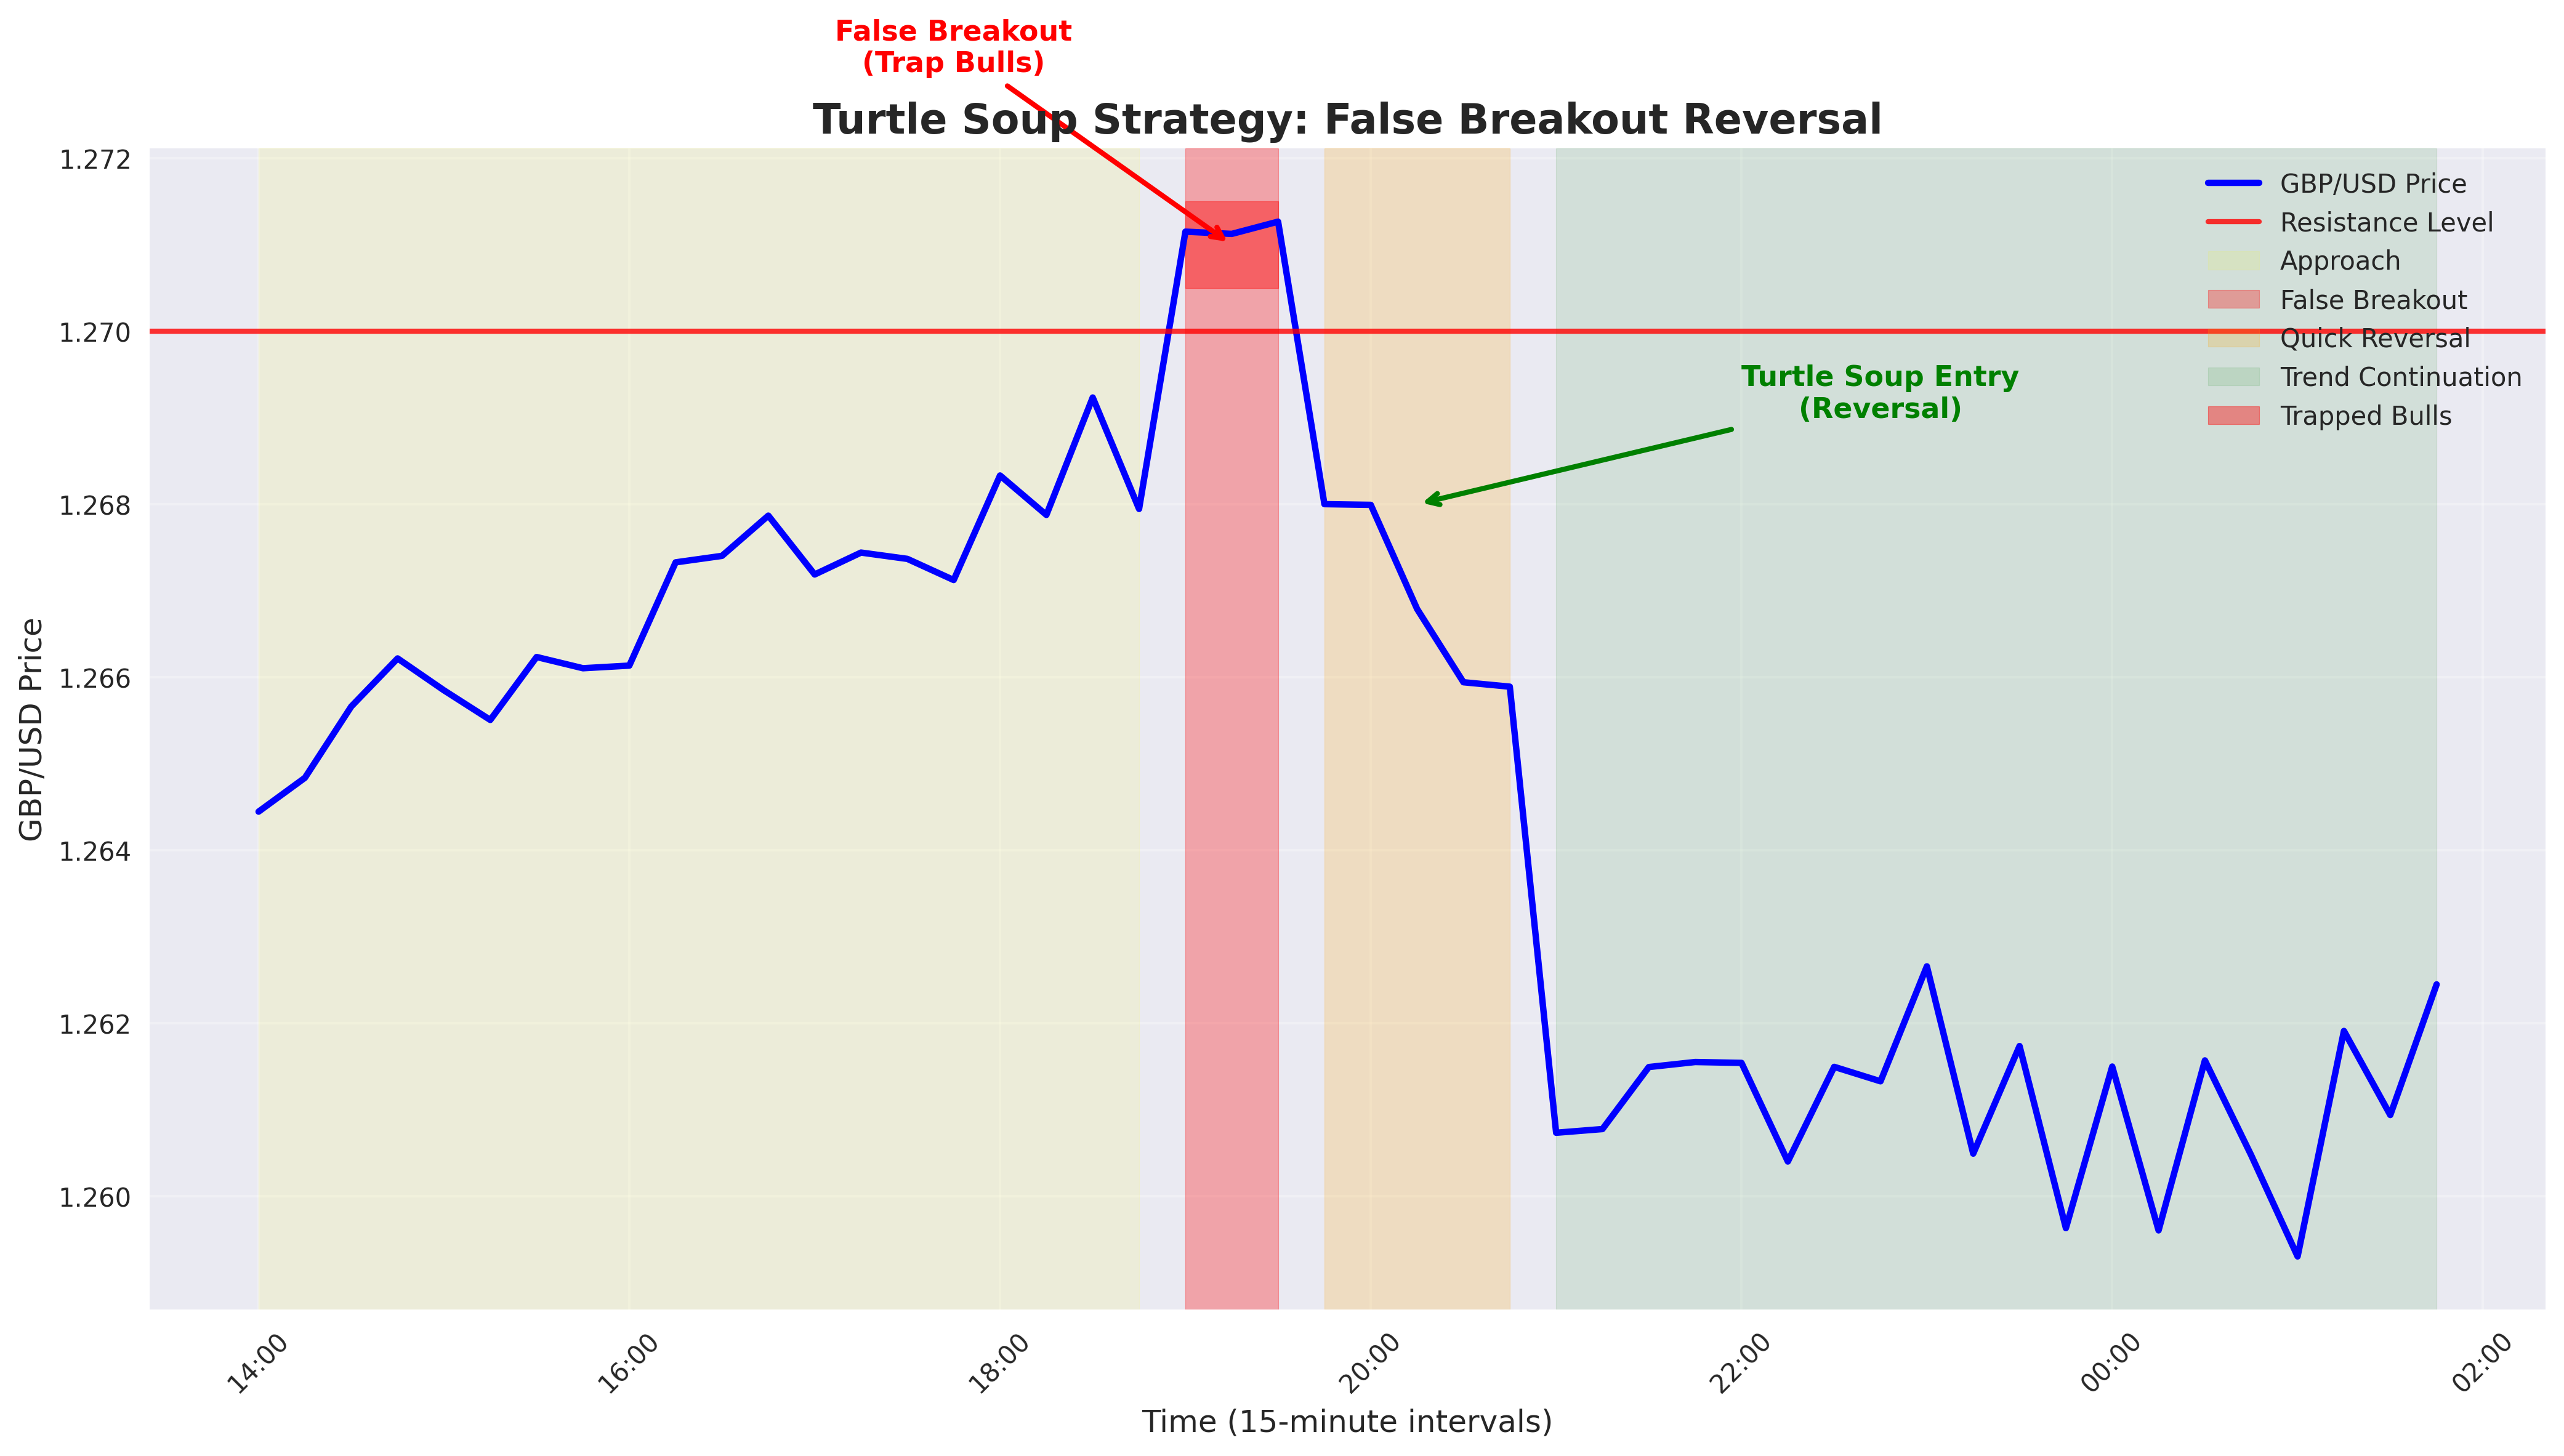 False Breakout
(Trap Bulls)
Turtle Soup Strategy: False Breakout Reversal
GBP/USD Price
1.272
1.270
1.268
1.266
1.264
1.262
1.260
GBP/USD Price
Resistance Level
Approach
False Breakout
Quick Reversal
Trend Continuation
Trapped Bulls
Turtle Soup Entry
(Reversal)
14:00
16:00
18:00
20:00
22:00
00:00
02:00
Time (15-minute intervals)